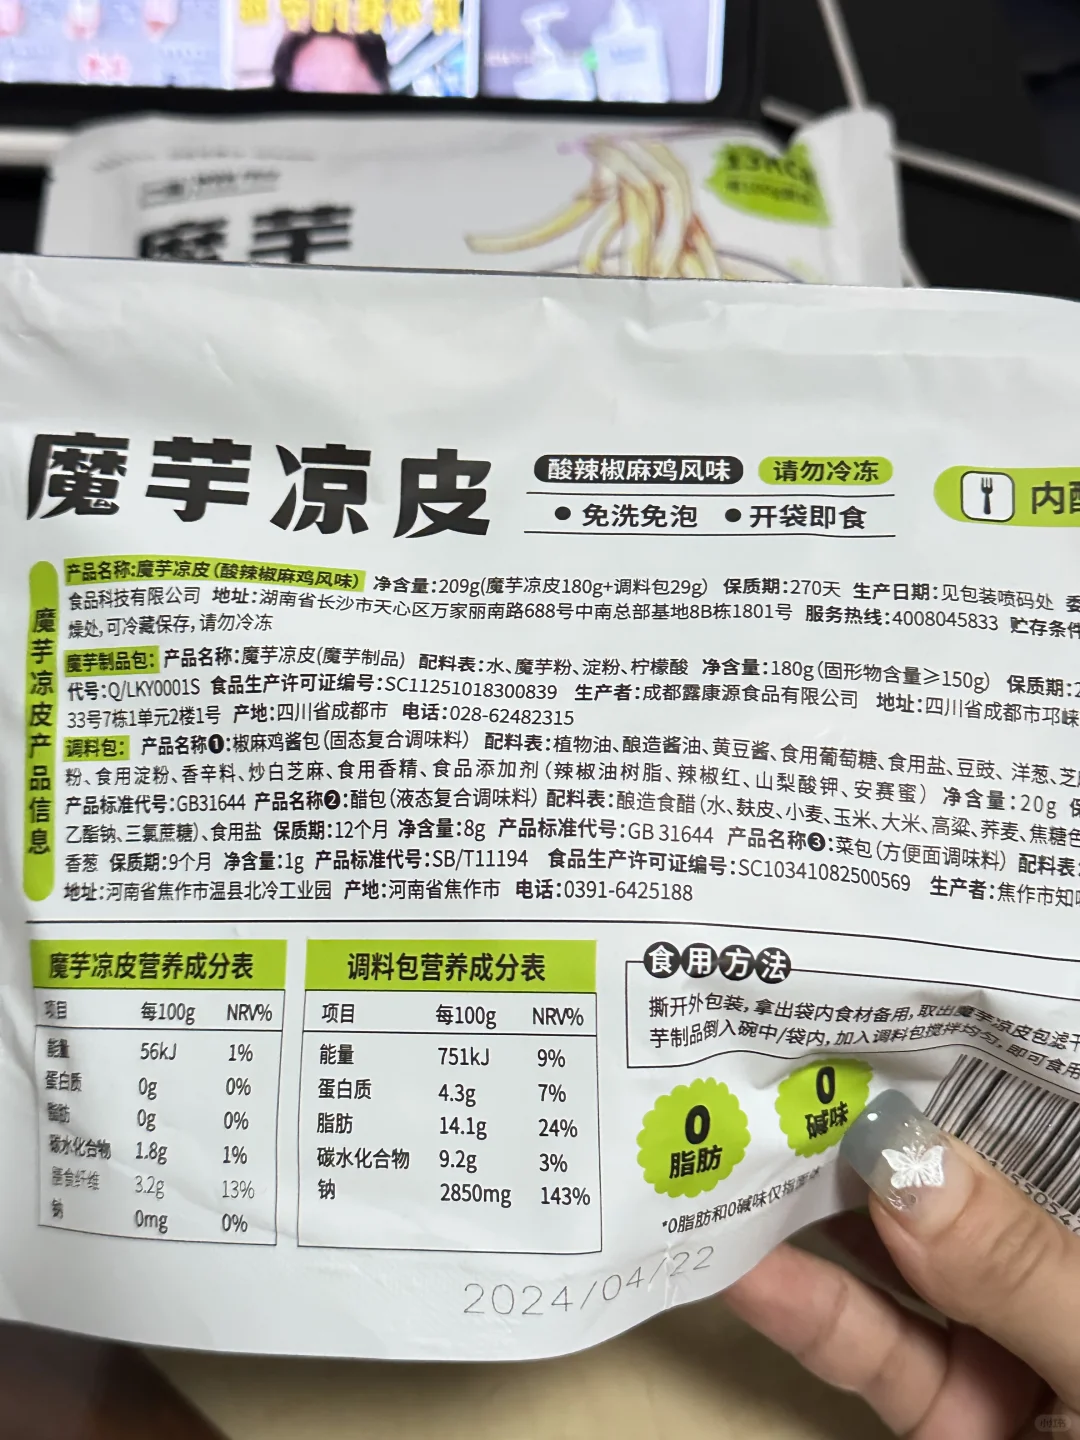 魔芋
魔芋凉皮
酸辣椒麻鸡风味 请勿冷冻
● 免洗免泡 ● 开袋即食
内
魔芋凉皮产品信息
产品名称:魔芋凉皮(酸辣椒麻鸡风味) 净含量:209g(魔芋凉皮180g+调料包29g) 保质期:270天 生产日期:见包装喷码处 委
食品科技有限公司 地址:湖南省长沙市天心区万家丽南路688号中南总部基地8B栋1801号 服务热线:4008045833 贮存条件
燥处,可冷藏保存,请勿冷冻
魔芋制品包: 产品名称:魔芋凉皮(魔芋制品) 配料表:水、魔芋粉、淀粉、柠檬酸 净含量:180g(固形物含量≥150g) 保质期:2
代号:Q/LKY0001S 食品生产许可证编号:SC11251018300839 生产者:成都露康源食品有限公司 地址:四川省成都市邛崃
33号7栋1单元2楼1号 产地:四川省成都市 电话:028-62482315
调料包: 产品名称❶:椒麻鸡酱包(固态复合调味料) 配料表:植物油、酿造酱油、黄豆酱、食用葡萄糖、食用盐、豆豉、洋葱、芝
粉、食用淀粉、香辛料、炒白芝麻、食用香精、食品添加剂(辣椒油树脂、辣椒红、山梨酸钾、安赛蜜) 净含量:20g 保
产品标准代号:GB31644 产品名称❷:醋包(液态复合调味料) 配料表:酿造食醋(水、麸皮、小麦、玉米、大米、高粱、荞麦、焦糖色
乙酯钠、三氯蔗糖)、食用盐 保质期:12个月 净含量:8g 产品标准代号:GB 31644 产品名称❸:菜包(方便面调味料) 配料表:
香葱 保质期:9个月 净含量:1g 产品标准代号:SB/T11194 食品生产许可证编号:SC10341082500569 生产者:焦作市知
地址:河南省焦作市温县北冷工业园 产地:河南省焦作市 电话:0391-6425188
魔芋凉皮营养成分表
项目 每100g NRV%
能量 56kJ 1%
蛋白质 0g 0%
脂肪 0g 0%
碳水化合物 1.8g 1%
膳食纤维 3.2g 13%
钠 0mg 0%
调料包营养成分表
项目 每100g NRV%
能量 751kJ 9%
蛋白质 4.3g 7%
脂肪 14.1g 24%
碳水化合物 9.2g 3%
钠 2850mg 143%
食用方法
撕开外包装,拿出袋内食材备用,取出魔芋凉皮包滤干
芋制品倒入碗中/袋内,加入调料包搅拌均匀,即可食用
0
脂肪
0
碱味
*0脂肪和0碱味仅指
2024/04/22
小红书